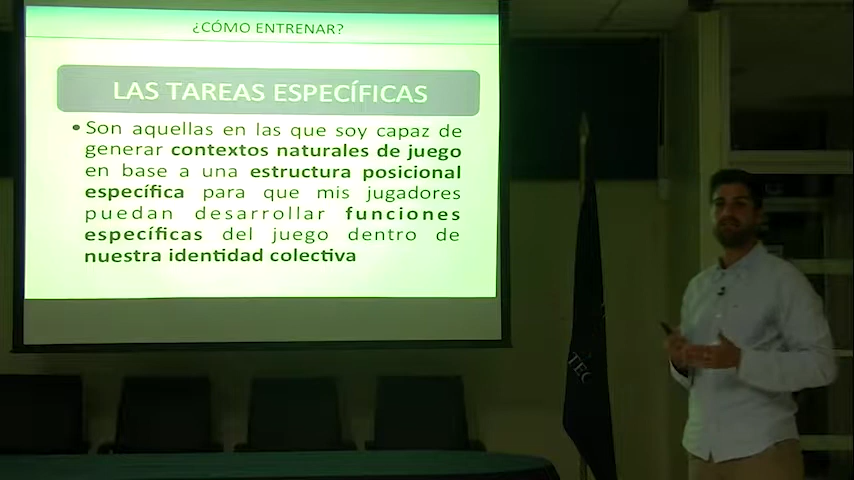 ¿CÓMO ENTRENAR?
LAS TAREAS ESPECÍFICAS
• Son aquellas en las que soy capaz de
generar contextos naturales de juego
en base a una estructura posicional
específica para que mis jugadores
puedan desarrollar funciones
específicas del juego dentro de
nuestra identidad colectiva
TEC